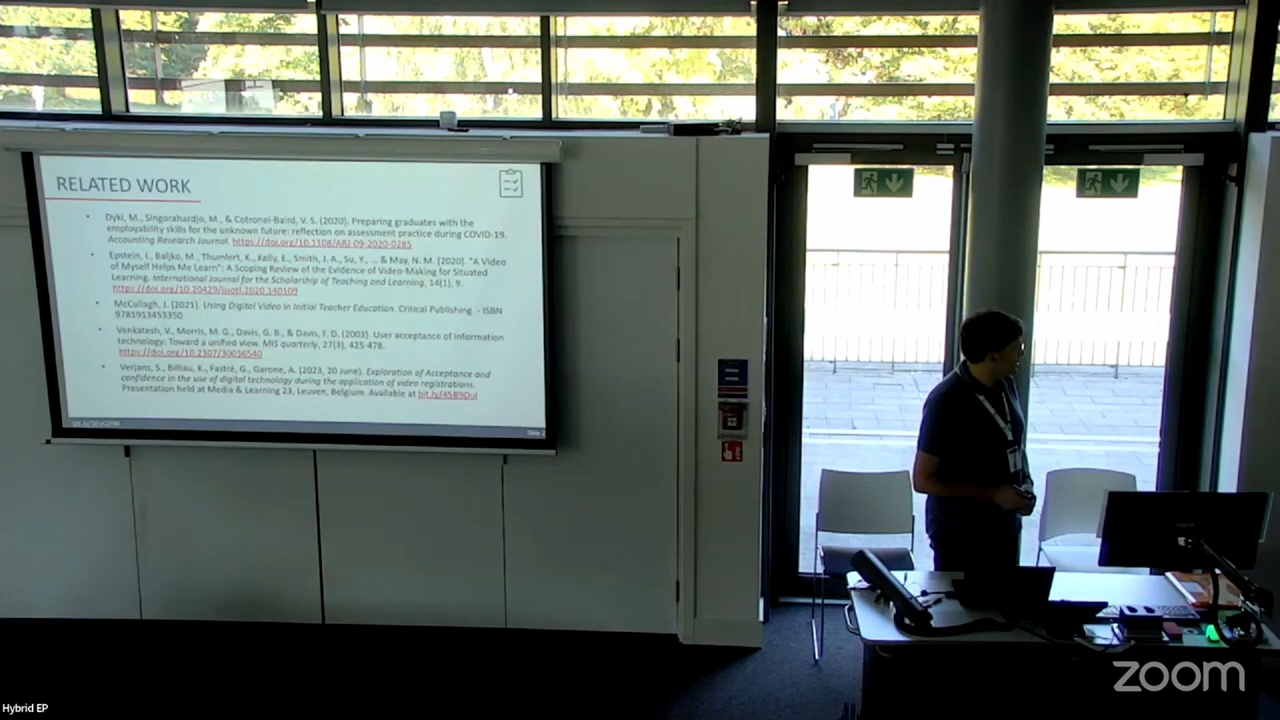 RELATED WORK
Dyki, M., Singorahardjo, M., & Cotronei-Baird, V. S. (2020). Preparing graduates with the
employability skills for the unknown future: reflection on assessment practice during COVID-19.
Accounting Research Journal. https://doi.org/10.1108/ARJ-09-2020-0285
Epstein, I., Baljko, M., Thumlert, K., Kelly, E., Smith, J. A., Su, Y., ... & May, N. M. (2020). "A Video
of Myself Helps Me Learn": A Scoping Review of the Evidence of Video-Making for Situated
Learning. International Journal for the Scholarship of Teaching and Learning, 14(1), 9.
https://doi.org/10.20429/ijsotl.2020.140109
McCullagh, J. (2021). Using Digital Video in Initial Teacher Education. Critical Publishing. - ISBN
9781913453350
Venkatesh, V., Morris, M. G., Davis, G. B., & Davis, F. D. (2003). User acceptance of information
technology: Toward a unified view. MIS quarterly, 27(3), 425-478.
https://doi.org/10.2307/30036540
Verjans, S., Billiau, K., Fastré, G., Garone, A. (2023, 20 June). Exploration of Acceptance and
confidence in the use of digital technology during the application of video registrations.
Presentation held at Media & Learning 23, Leuven, Belgium. Available at
Slide
zoom
Hybrid EP